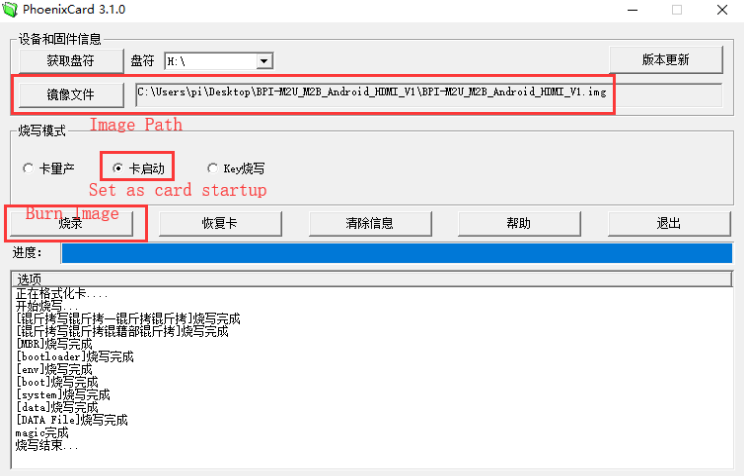 PhoenixCard 3.1.0
设备和固件信息
获取盘符 盘符 H:\ 版本更新
镜像文件 C:\Users\pi\Desktop\BPI-M2U_M2B_Android_HDMI_V1\BPI-M2U_M2B_Android_HDMI_V1.img
Image Path
烧写模式
卡量产 卡启动 Key烧写
Set as card startup
Burn Image
烧录 恢复卡 清除信息 帮助 退出
进度:
选项
正在格式化卡....
开始烧写...
[锟斤拷写锟斤拷一锟斤拷锟斤拷]烧写完成
[锟斤拷写锟斤拷锟藉部锟斤拷]烧写完成
[MBR]烧写完成
[bootloader]烧写完成
[env]烧写完成
[boot]烧写完成
[system]烧写完成
[data]烧写完成
[DATA File]烧写完成
magic完成
烧写结束...